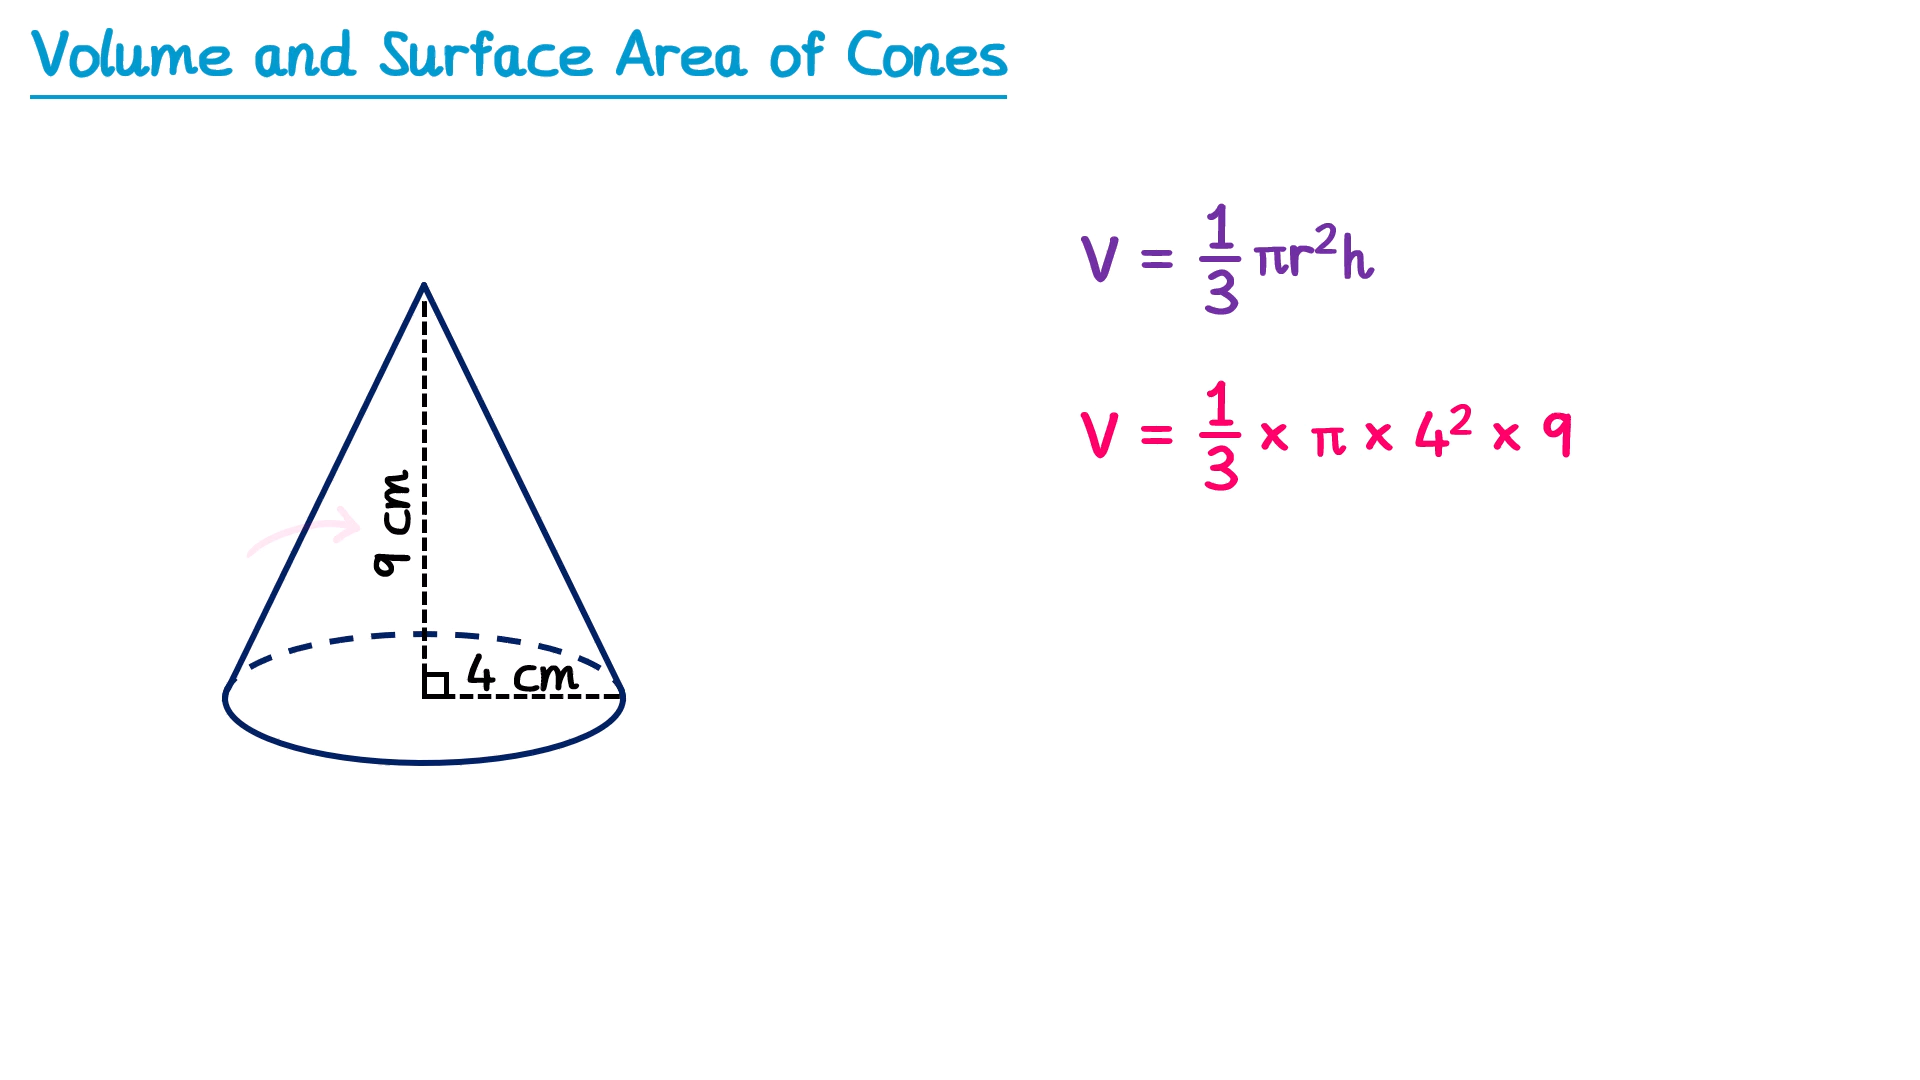 Volume and Surface Area of Cones
V = 1/3 πr²h
V = 1/3 × π × 4² × 9
9 cm
4 cm